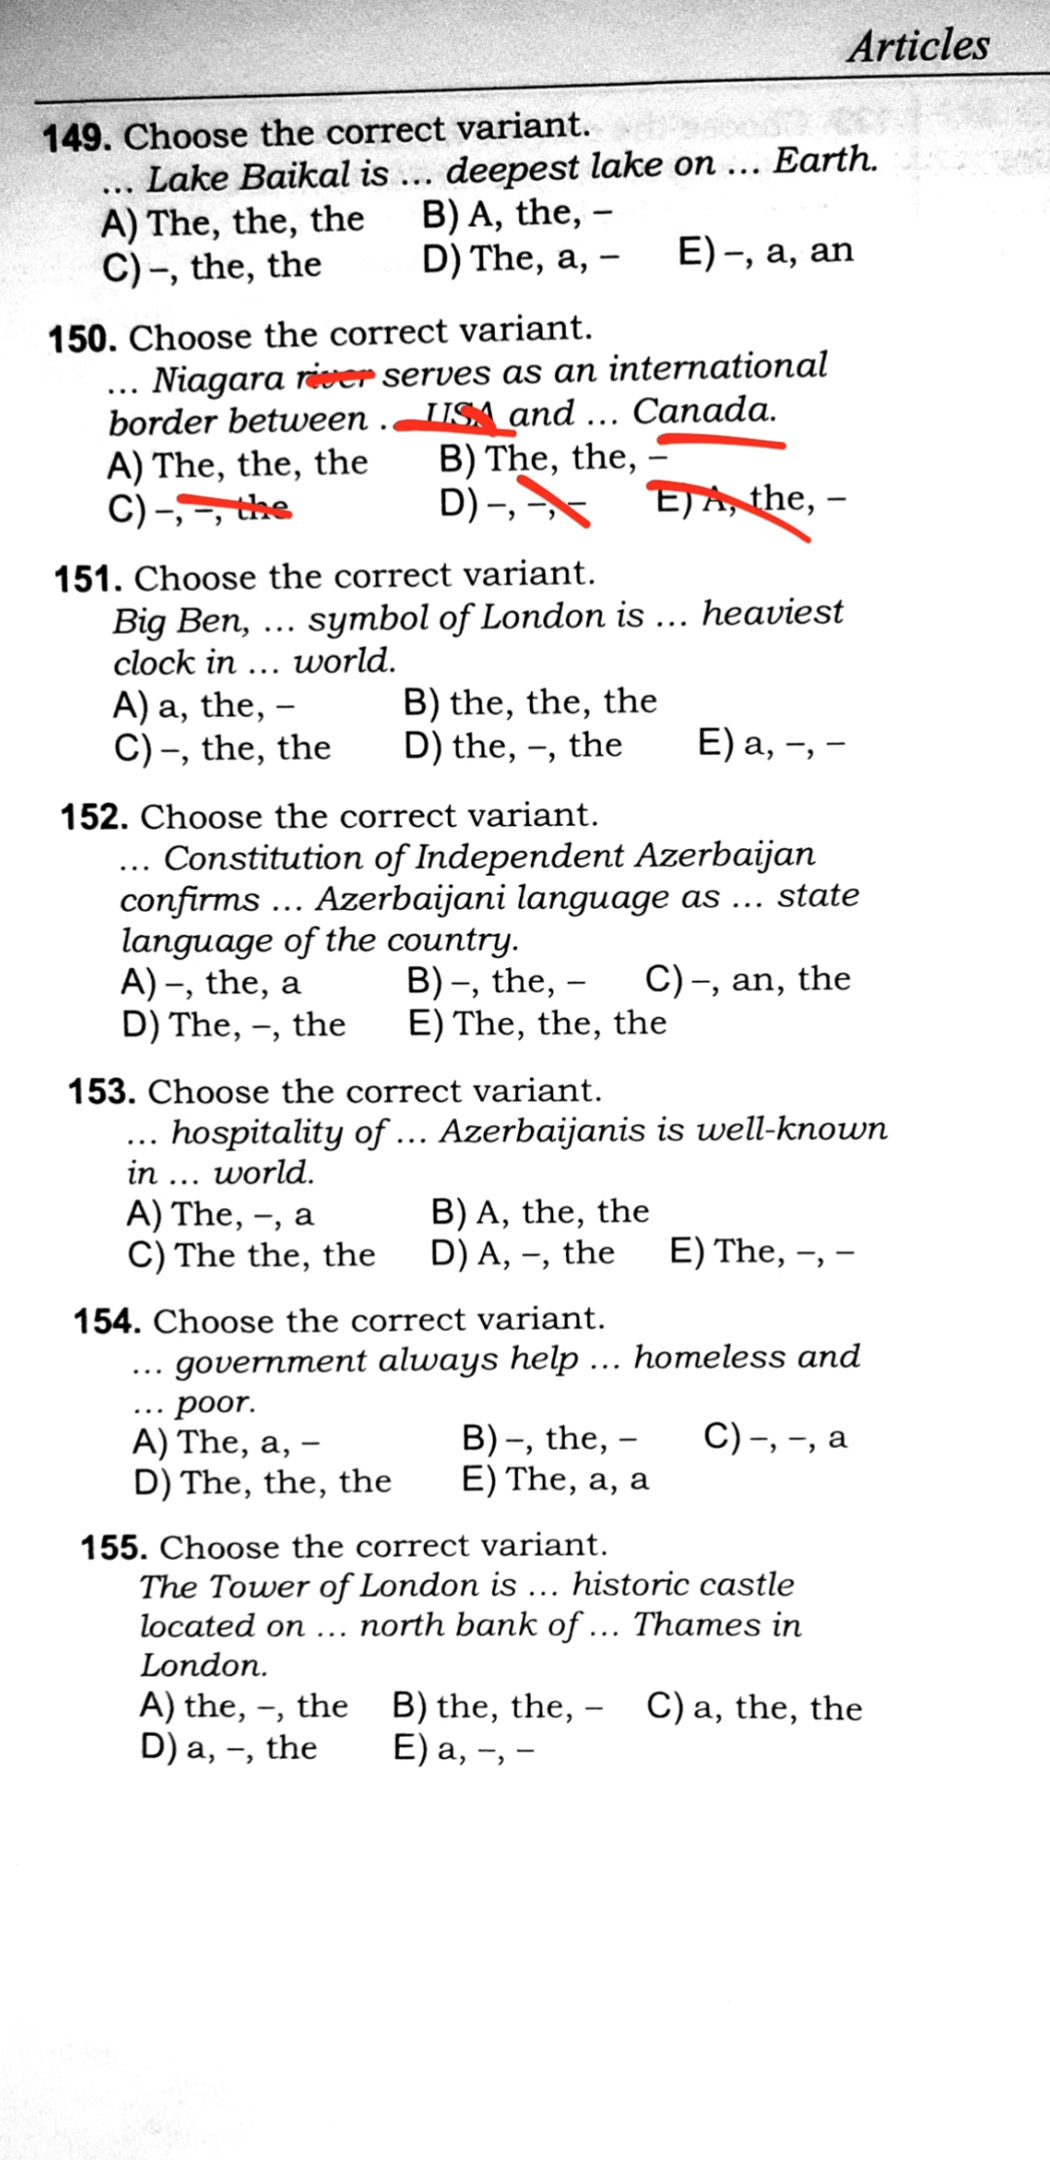 Articles
149. Choose the correct variant.
... Lake Baikal is ... deepest lake on ... Earth.
A) The, the, the B) A, the, –
C) –, the, the D) The, a, – E) –, a, an
150. Choose the correct variant.
... Niagara river serves as an international
border between ... USA and ... Canada.
A) The, the, the B) The, the, –
C) –, –, the D) –, –, – E) A, the, –
151. Choose the correct variant.
Big Ben, ... symbol of London is ... heaviest
clock in ... world.
A) a, the, – B) the, the, the
C) –, the, the D) the, –, the E) a, –, –
152. Choose the correct variant.
... Constitution of Independent Azerbaijan
confirms ... Azerbaijani language as ... state
language of the country.
A) –, the, a B) –, the, – C) –, an, the
D) The, –, the E) The, the, the
153. Choose the correct variant.
... hospitality of ... Azerbaijanis is well-known
in ... world.
A) The, –, a B) A, the, the
C) The the, the D) A, –, the E) The, –, –
154. Choose the correct variant.
... government always help ... homeless and
... poor.
A) The, a, – B) –, the, – C) –, –, a
D) The, the, the E) The, a, a
155. Choose the correct variant.
The Tower of London is ... historic castle
located on ... north bank of ... Thames in
London.
A) the, –, the B) the, the, – C) a, the, the
D) a, –, the E) a, –, –